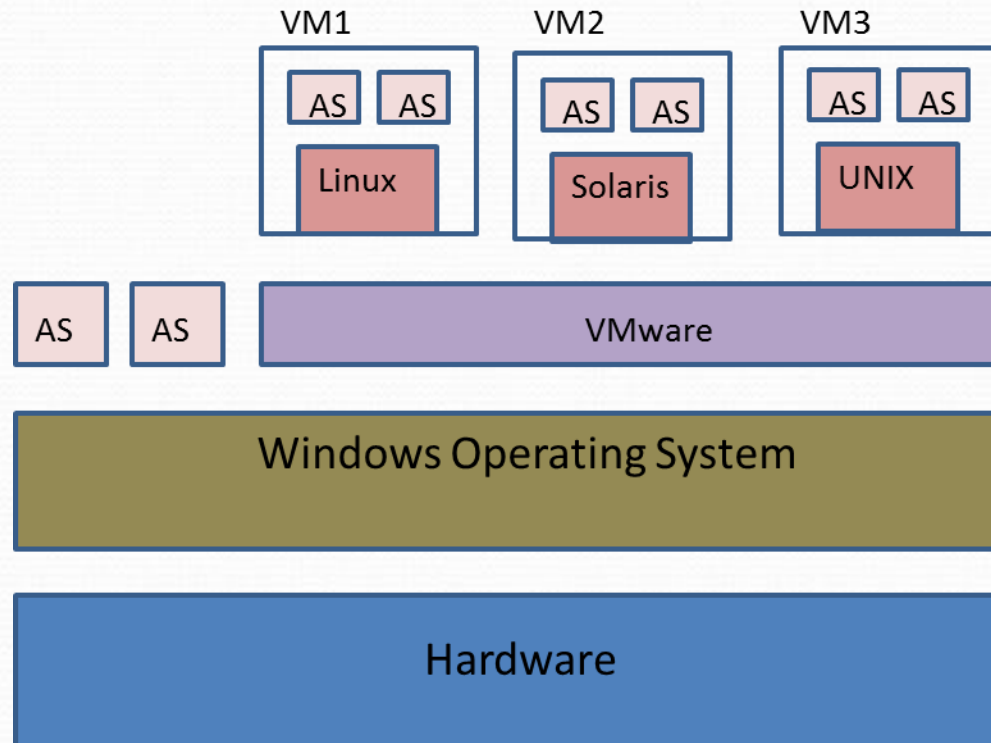 VM1 VM2 VM3
AS AS AS AS AS AS
Linux Solaris UNIX
AS AS VMware
Windows Operating System
Hardware